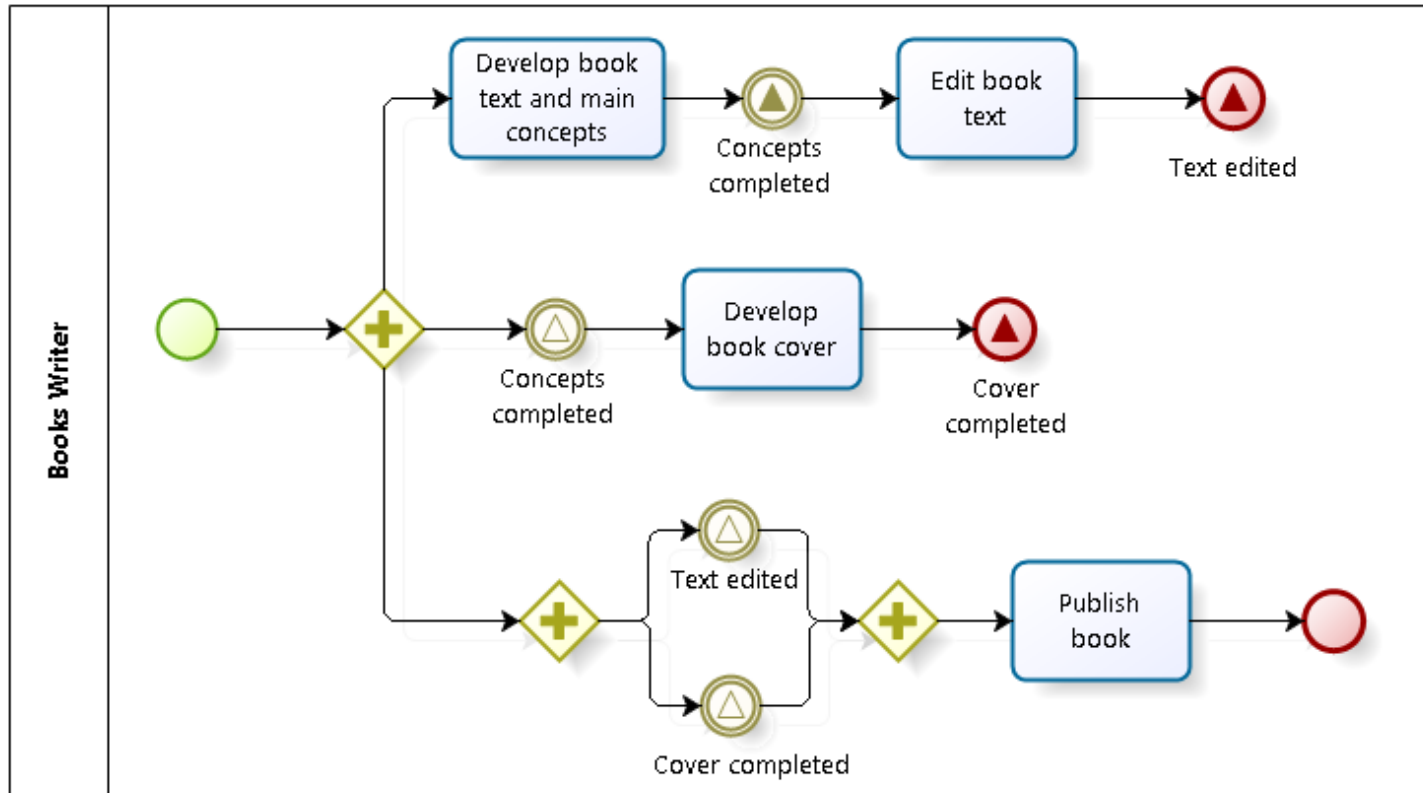 Books Writer
Develop book
text and main
concepts
Concepts
completed
Edit book
text
Text edited
Concepts
completed
Develop
book cover
Cover
completed
Text edited
Cover completed
Publish
book